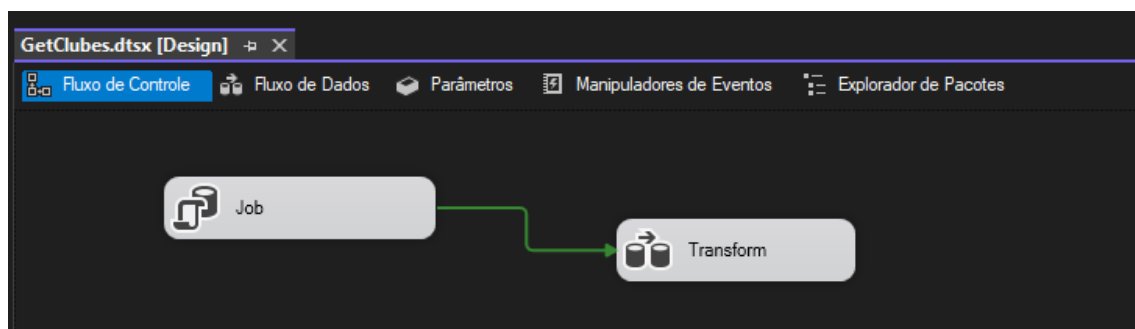 GetClubes.dtsx [Design]
Fluxo de Controle Fluxo de Dados Parâmetros Manipuladores de Eventos Explorador de Pacotes
Job
Transform